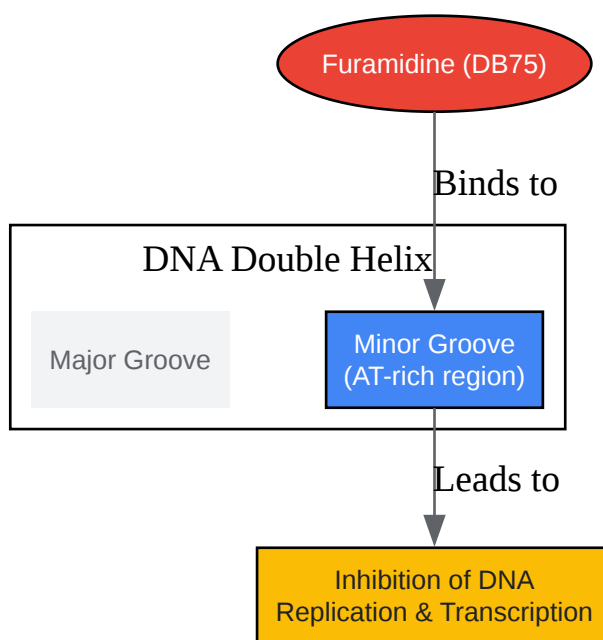 Furamidine (DB75)
Binds to
DNA Double Helix
Major Groove
Minor Groove
(AT-rich region)
Leads to
Inhibition of DNA
Replication & Transcription